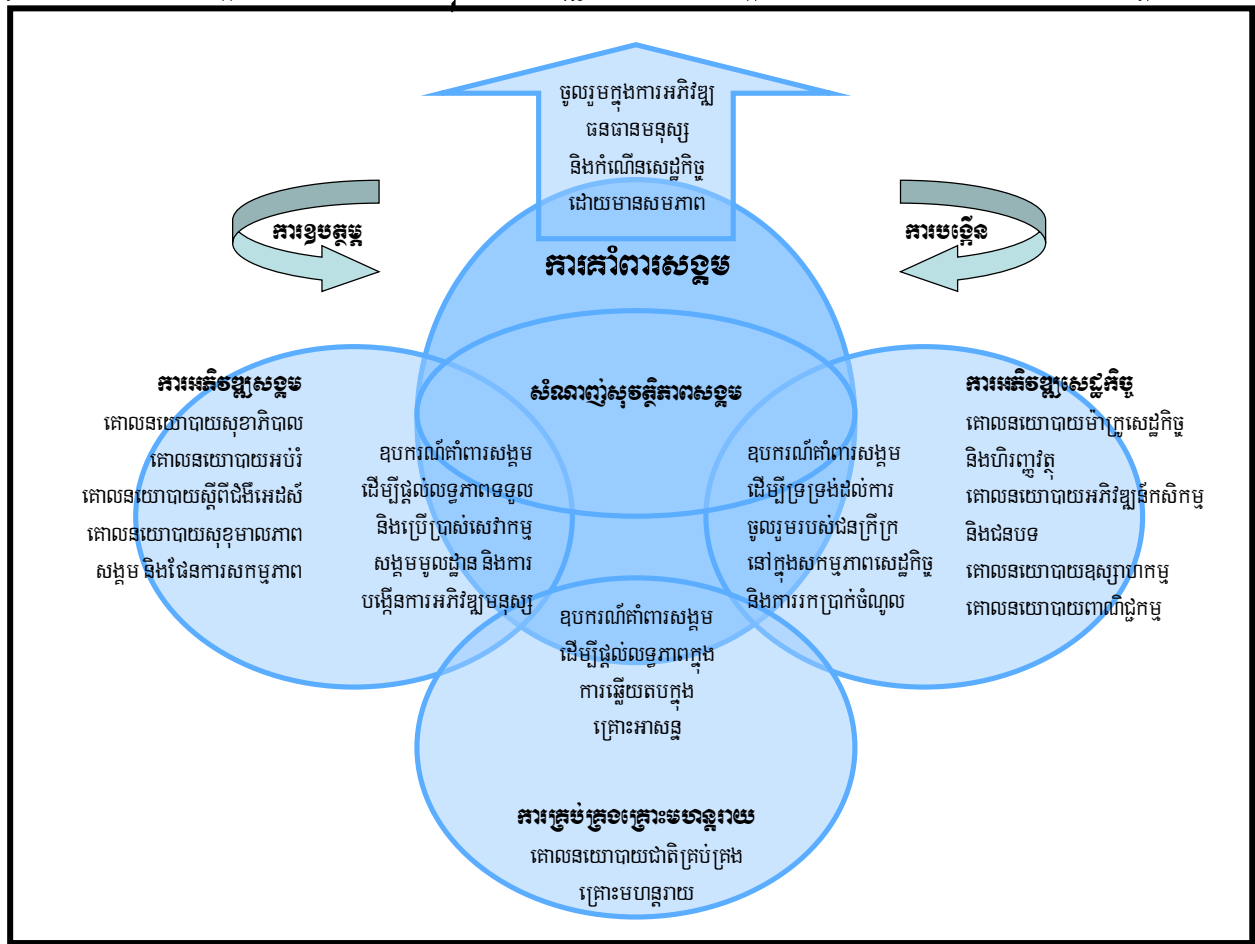 ចូលរួមក្នុងការអភិវឌ្ឍ
ធនធានមនុស្ស
និងកំណើនសេដ្ឋកិច្ច
ដោយមានសមភាព
ការឧបត្ថម្ភ
ការបង្កើន
ការគាំពារសង្គម
សំណាញ់សុវត្ថិភាពសង្គម
ការអភិវឌ្ឍសង្គម
គោលនយោបាយសុខាភិបាល
គោលនយោបាយអប់រំ
គោលនយោបាយស្តីពីជំងឺអេដស៍
គោលនយោបាយសុខុមាលភាព
សង្គម និងផែនការសកម្មភាព
ឧបករណ៍គាំពារសង្គម
ដើម្បីផ្តល់លទ្ធភាពទទួល
និងប្រើប្រាស់សេវាកម្ម
សង្គមមូលដ្ឋាន និងការ
បង្កើនការអភិវឌ្ឍមនុស្ស
ឧបករណ៍គាំពារសង្គម
ដើម្បីទ្រទ្រង់ដល់ការ
ចូលរួមរបស់ជនក្រីក្រ
នៅក្នុងសកម្មភាពសេដ្ឋកិច្ច
និងការរកប្រាក់ចំណូល
ការអភិវឌ្ឍសេដ្ឋកិច្ច
គោលនយោបាយម៉ាក្រូសេដ្ឋកិច្ច
និងហិរញ្ញវត្ថុ
គោលនយោបាយអភិវឌ្ឍន៍កសិកម្ម
និងជនបទ
គោលនយោបាយឧស្សាហកម្ម
គោលនយោបាយពាណិជ្ជកម្ម
ឧបករណ៍គាំពារសង្គម
ដើម្បីផ្តល់លទ្ធភាពក្នុង
ការឆ្លើយតបក្នុង
គ្រោះអាសន្ន
ការគ្រប់គ្រងគ្រោះមហន្តរាយ
គោលនយោបាយជាតិគ្រប់គ្រង
គ្រោះមហន្តរាយ